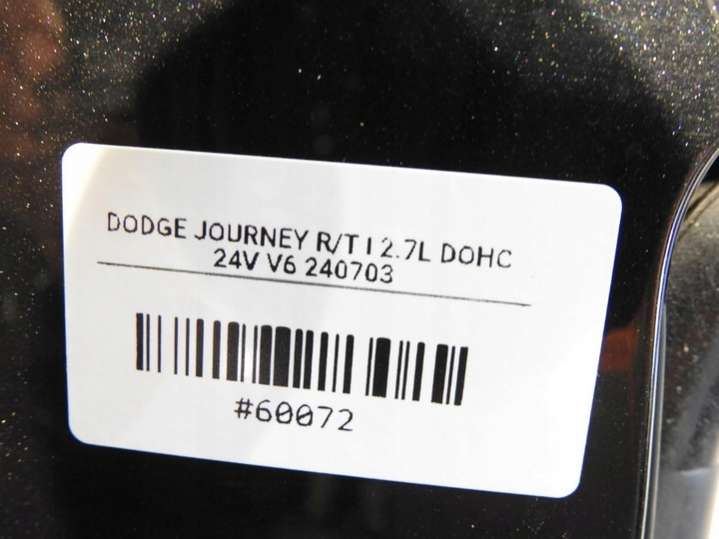 DODGE JOURNEY R/T I 2.7L DOHC
24V V6 240703
#60072